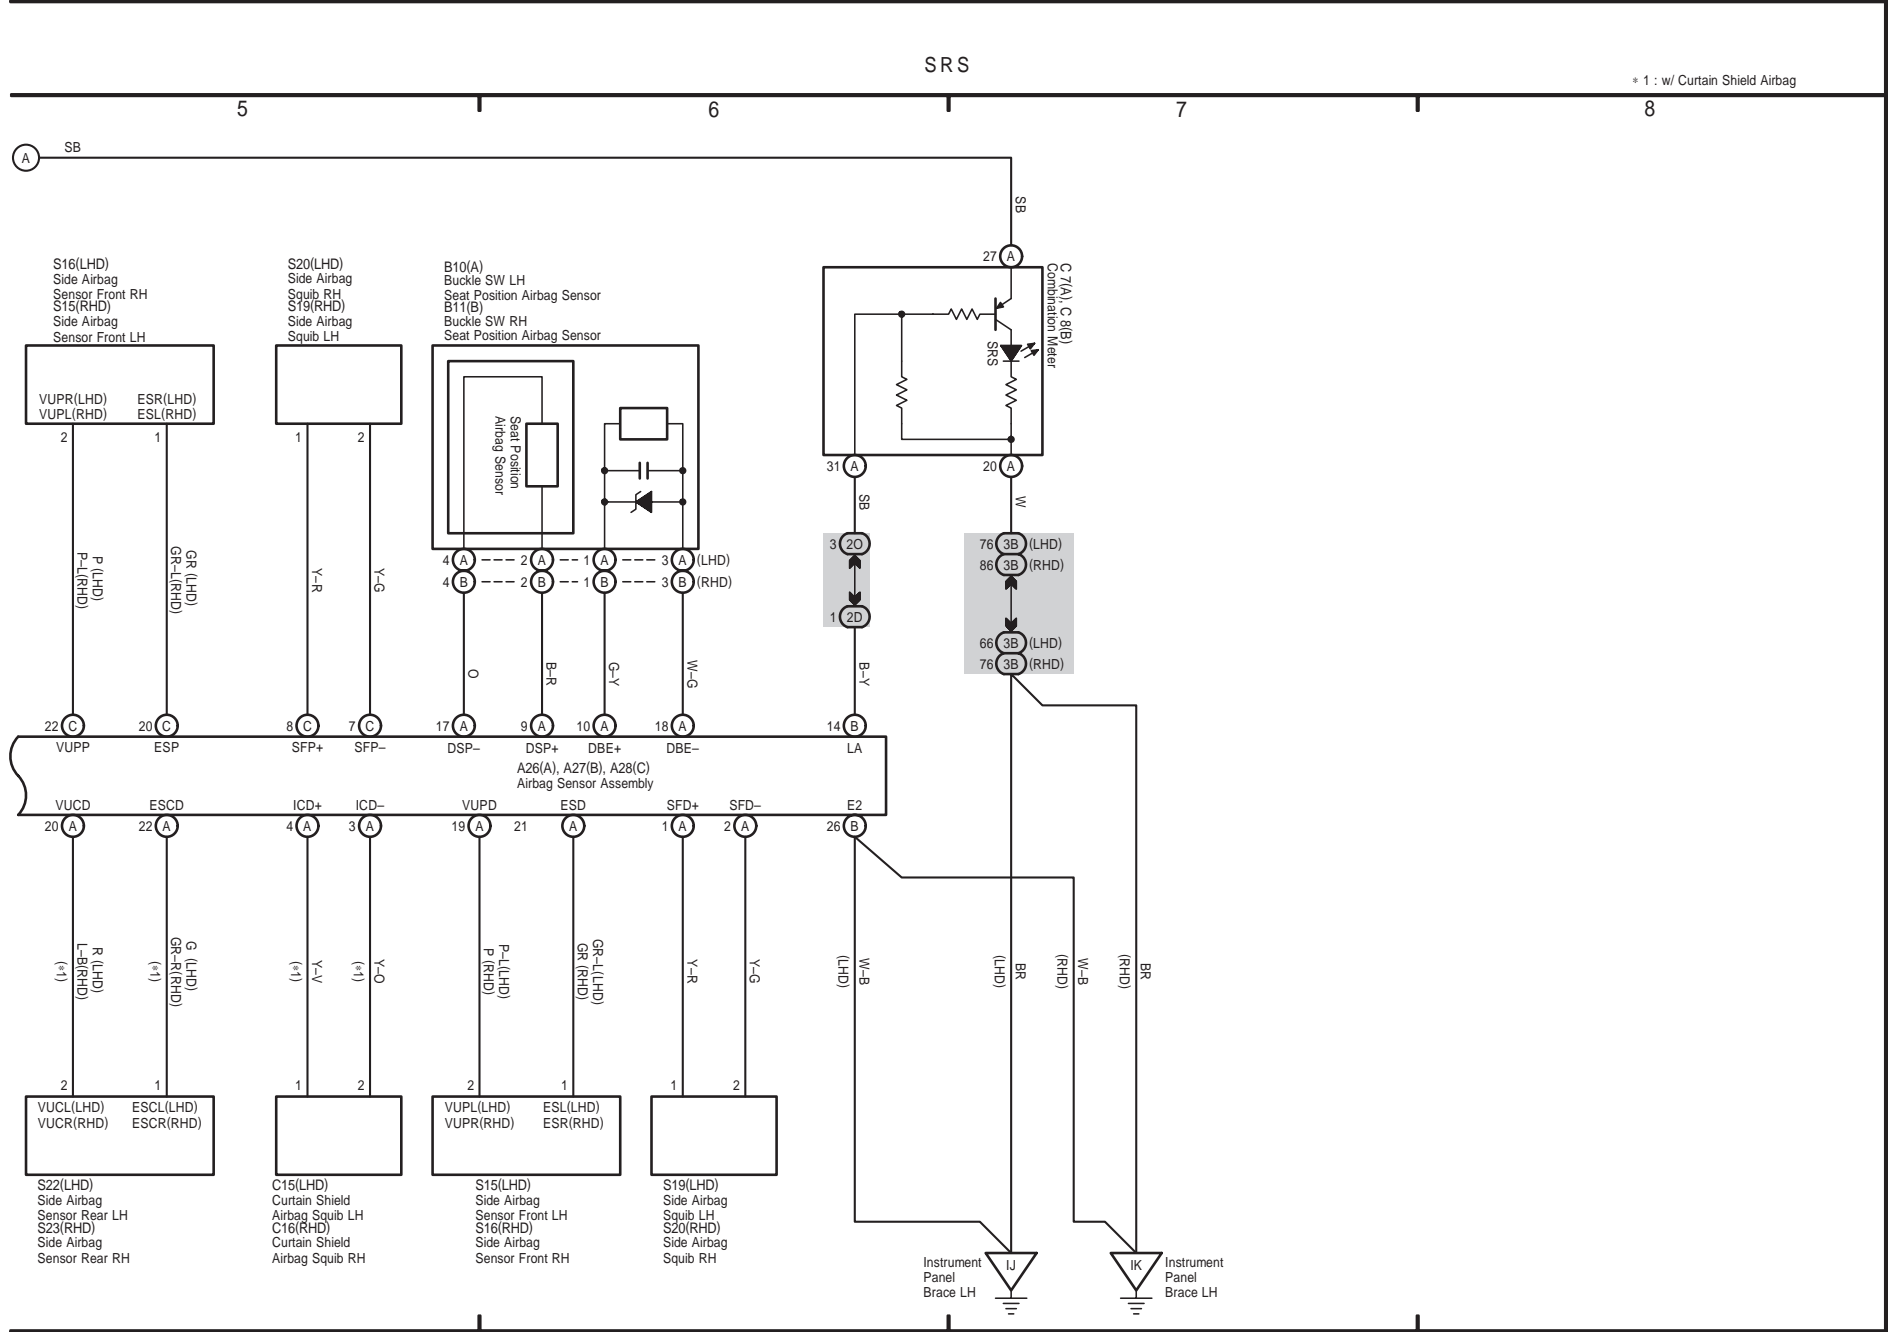 SRS
∗ 1 : w/ Curtain Shield Airbag
5
6
7
8
A
SB
SB
S16(LHD)
Side Airbag
Sensor Front RH
S15(RHD)
Side Airbag
Sensor Front LH
VUPR(LHD)
VUPL(RHD)
ESR(LHD)
ESL(RHD)
2
1
P (LHD)
P–L(RHD)
GR (LHD)
GR–L(RHD)
S20(LHD)
Side Airbag
Squib RH
S19(RHD)
Side Airbag
Squib LH
1
2
Y–R
Y–G
B10(A)
Buckle SW LH
Seat Position Airbag Sensor
B11(B)
Buckle SW RH
Seat Position Airbag Sensor
Seat Position
Airbag Sensor
4 A 2 A 1 A 3 A (LHD)
4 B 2 B 1 B 3 B (RHD)
O
B–R
G–Y
W–G
27 A
C 7(A), C 8(B)
Combination Meter
SRS
31 A
20 A
SB
W
3 2O
1 2D
B–Y
76 3B (LHD)
86 3B (RHD)
66 3B (LHD)
76 3B (RHD)
22 C
20 C
8 C
7 C
17 A
9 A
10 A
18 A
14 B
VUPP
ESP
SFP+
SFP–
DSP–
DSP+
DBE+
DBE–
LA
A26(A), A27(B), A28(C)
Airbag Sensor Assembly
VUCD
ESCD
ICD+
ICD–
VUPD
ESD
SFD+
SFD–
E2
20 A
22 A
4 A
3 A
19 A
21 A
1 A
2 A
26 B
R (LHD)
L–B(RHD)
(∗1)
G (LHD)
GR–R(RHD)
(∗1)
Y–V
(∗1)
Y–O
(∗1)
P–L(LHD)
P (RHD)
GR–L(LHD)
GR (RHD)
Y–R
Y–G
W–B
(LHD)
BR
(LHD)
W–B
(RHD)
BR
(RHD)
2
1
1
2
2
1
1
2
VUCL(LHD)
VUCR(RHD)
ESCL(LHD)
ESCR(RHD)
VUPL(LHD)
VUPR(RHD)
ESL(LHD)
ESR(RHD)
S22(LHD)
Side Airbag
Sensor Rear LH
S23(RHD)
Side Airbag
Sensor Rear RH
C15(LHD)
Curtain Shield
Airbag Squib LH
C16(RHD)
Curtain Shield
Airbag Squib RH
S15(LHD)
Side Airbag
Sensor Front LH
S16(RHD)
Side Airbag
Sensor Front RH
S19(LHD)
Side Airbag
Squib LH
S20(RHD)
Side Airbag
Squib RH
Instrument
Panel
Brace LH
IJ
IK
Instrument
Panel
Brace LH